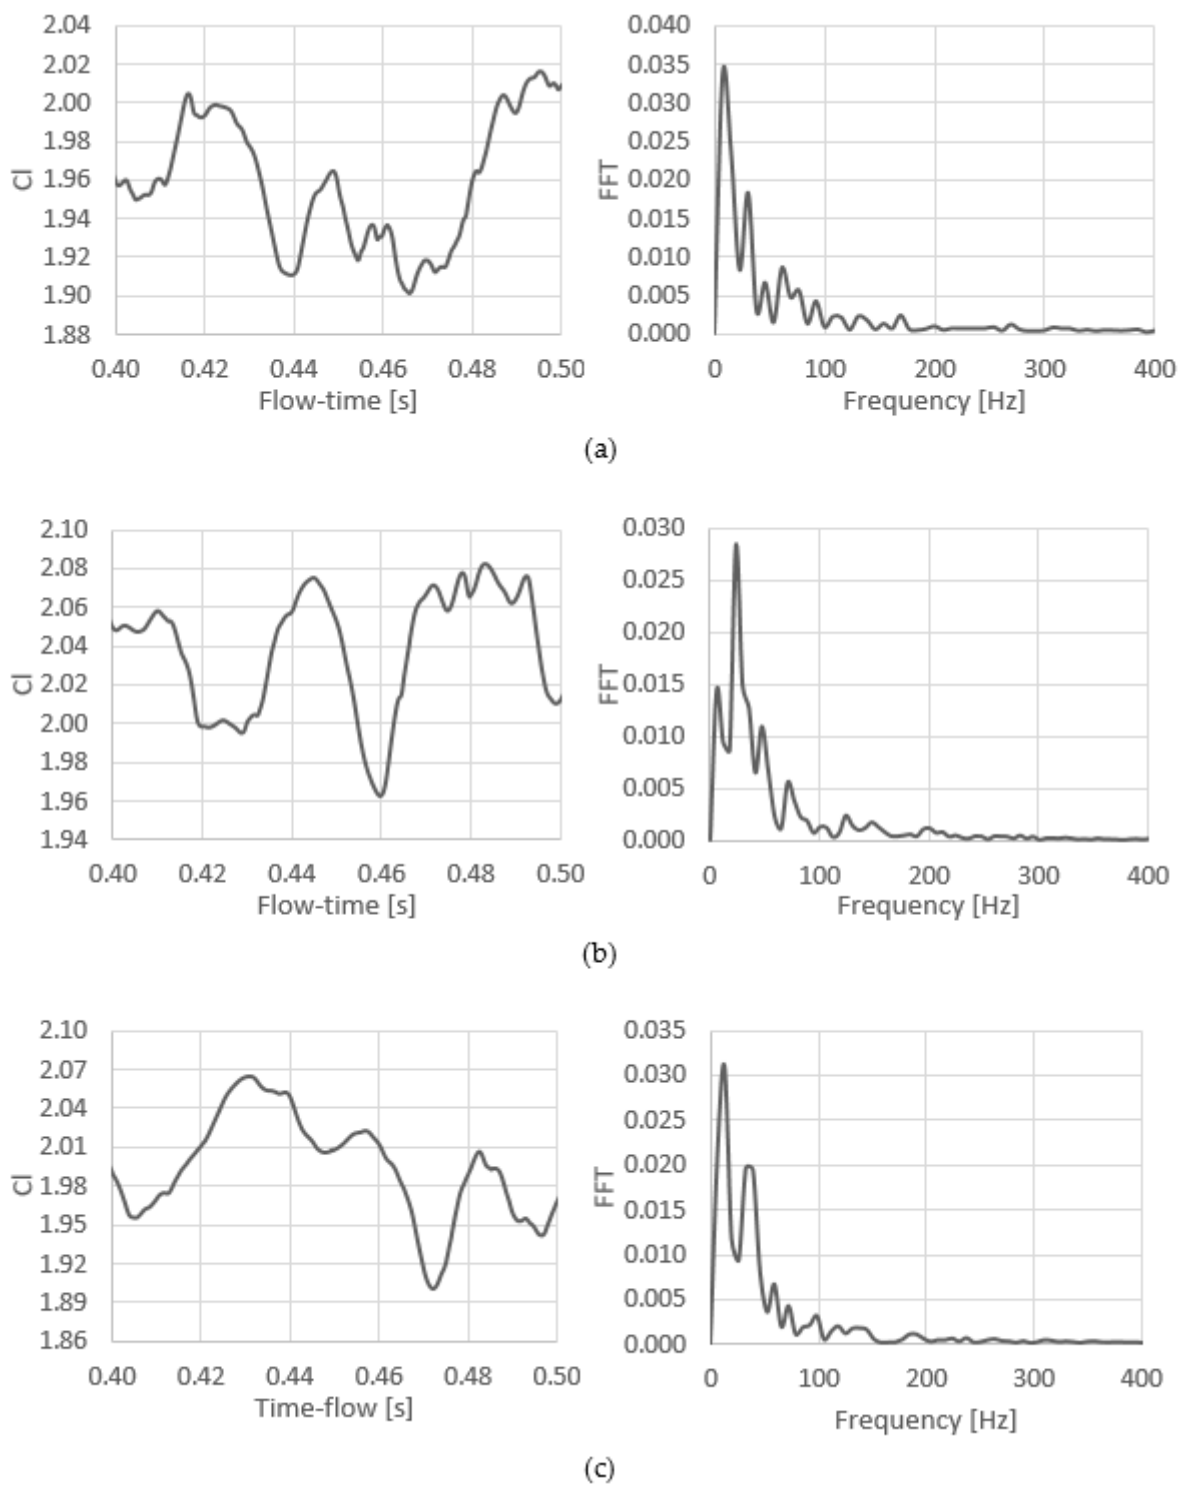 2.04
2.02
2.00
1.98
1.96
1.94
1.92
1.90
1.88
Cl
0.40 0.42 0.44 0.46 0.48 0.50
Flow-time [s]
0.040
0.035
0.030
0.025
0.020
0.015
0.010
0.005
0.000
FFT
0 100 200 300 400
Frequency [Hz]
(a)
2.10
2.08
2.06
2.04
2.02
2.00
1.98
1.96
1.94
Cl
0.40 0.42 0.44 0.46 0.48 0.50
Flow-time [s]
0.030
0.025
0.020
0.015
0.010
0.005
0.000
FFT
0 100 200 300 400
Frequency [Hz]
(b)
2.10
2.07
2.04
2.01
1.98
1.95
1.92
1.89
1.86
Cl
0.40 0.42 0.44 0.46 0.48 0.50
Time-flow [s]
0.035
0.030
0.025
0.020
0.015
0.010
0.005
0.000
FFT
0 100 200 300 400
Frequency [Hz]
(c)